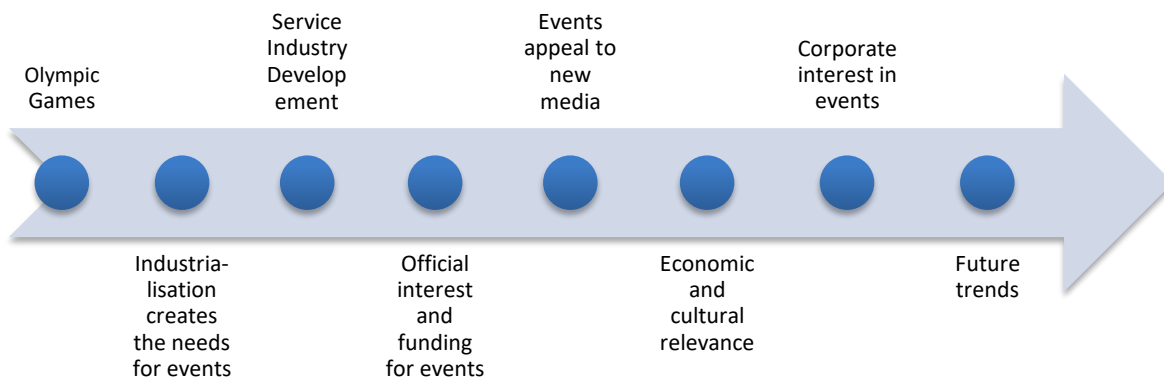 Olympic
Games
Industria-
lisation
creates
the needs
for events
Service
Industry
Develop
ement
Official
interest
and
funding
for events
Events
appeal to
new
media
Economic
and
cultural
relevance
Corporate
interest in
events
Future
trends